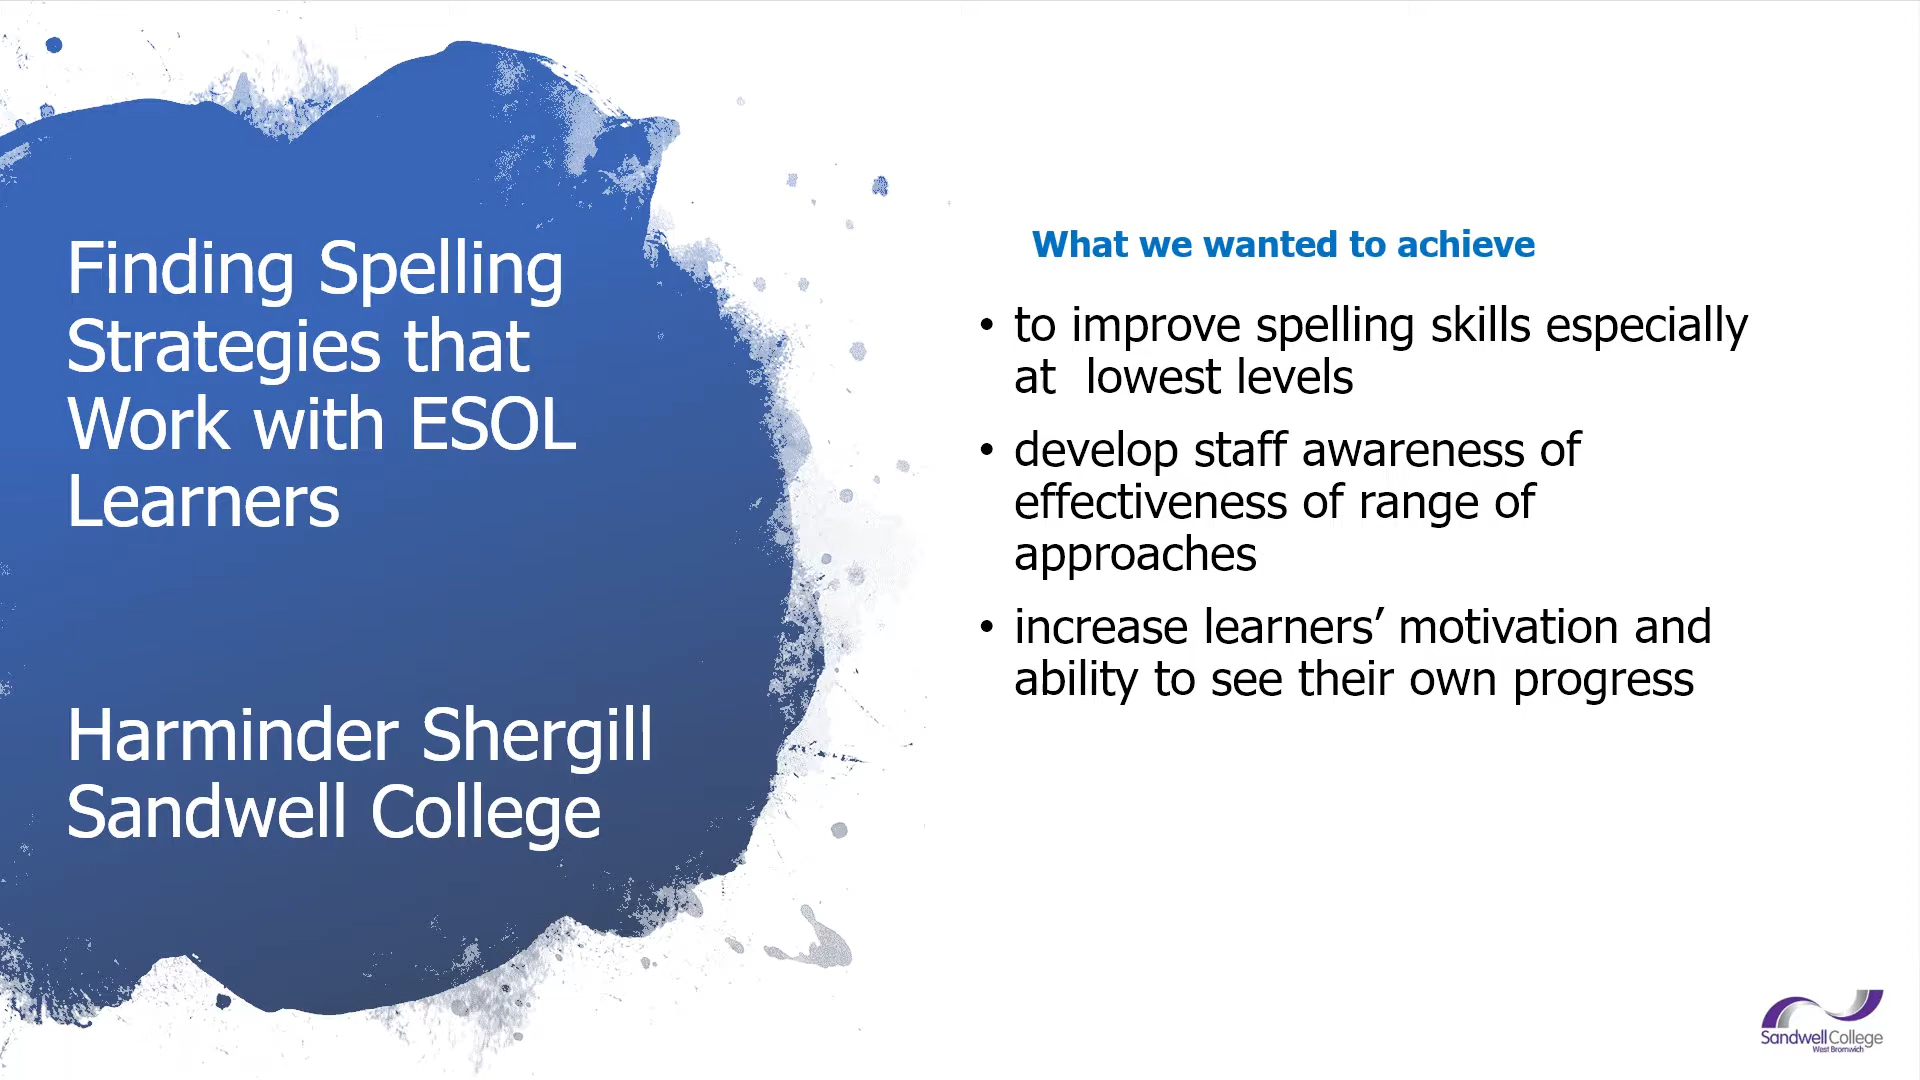 Finding Spelling
Strategies that
Work with ESOL
Learners
Harminder Shergill
Sandwell College
What we wanted to achieve
• to improve spelling skills especially
at  lowest levels
• develop staff awareness of
effectiveness of range of
approaches
• increase learners’ motivation and
ability to see their own progress
Sandwell College
West Bromwich